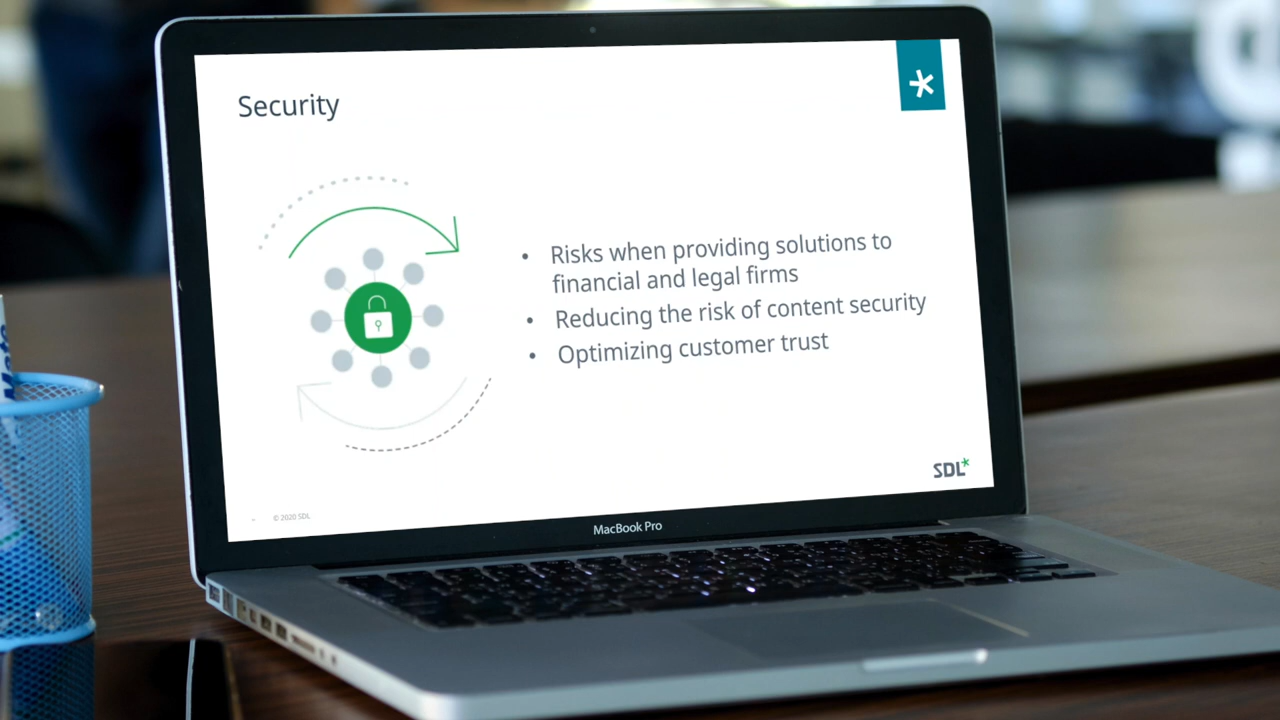 Security
• Risks when providing solutions to
financial and legal firms
• Reducing the risk of content security
• Optimizing customer trust
SDL*
© 2020 SDL
MacBook Pro